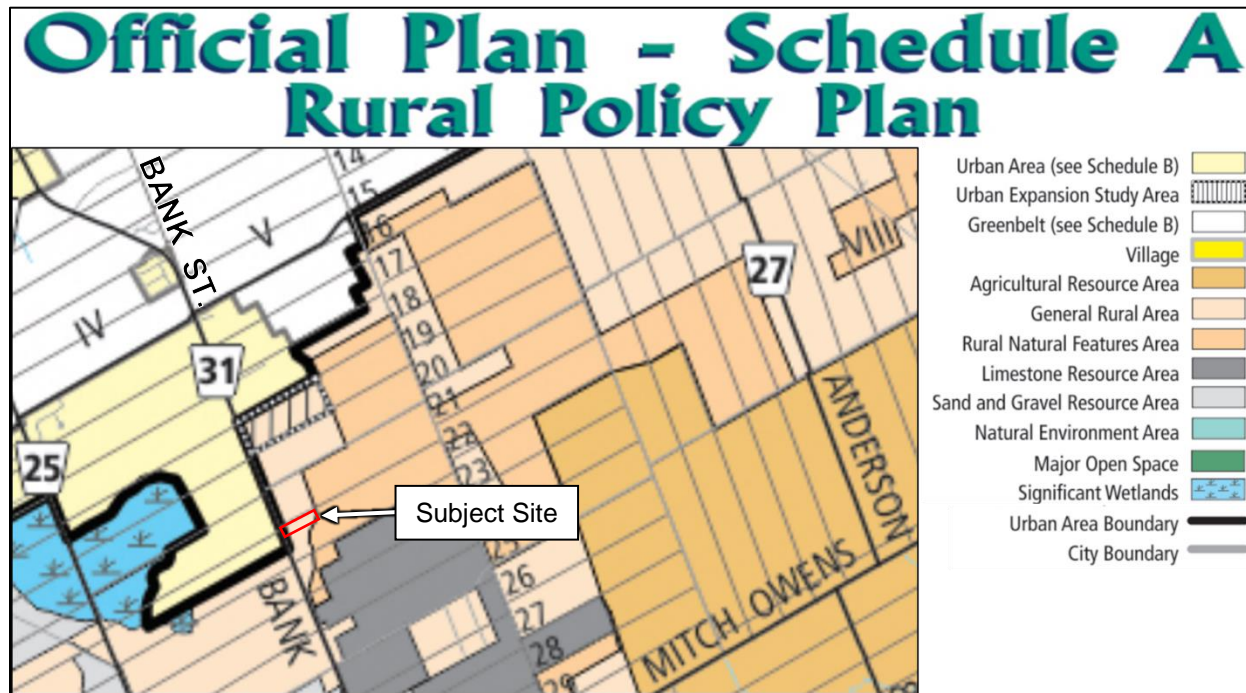 Official Plan - Schedule A
Rural Policy Plan
BANK ST.
14
15
16
17
18
19
20
21
22
23
25
26
27
28
29
V
IV
VIII
27
31
25
Subject Site
BANK
ANDERSON
MITCH OWENS
Urban Area (see Schedule B)
Urban Expansion Study Area
Greenbelt (see Schedule B)
Village
Agricultural Resource Area
General Rural Area
Rural Natural Features Area
Limestone Resource Area
Sand and Gravel Resource Area
Natural Environment Area
Major Open Space
Significant Wetlands
Urban Area Boundary
City Boundary